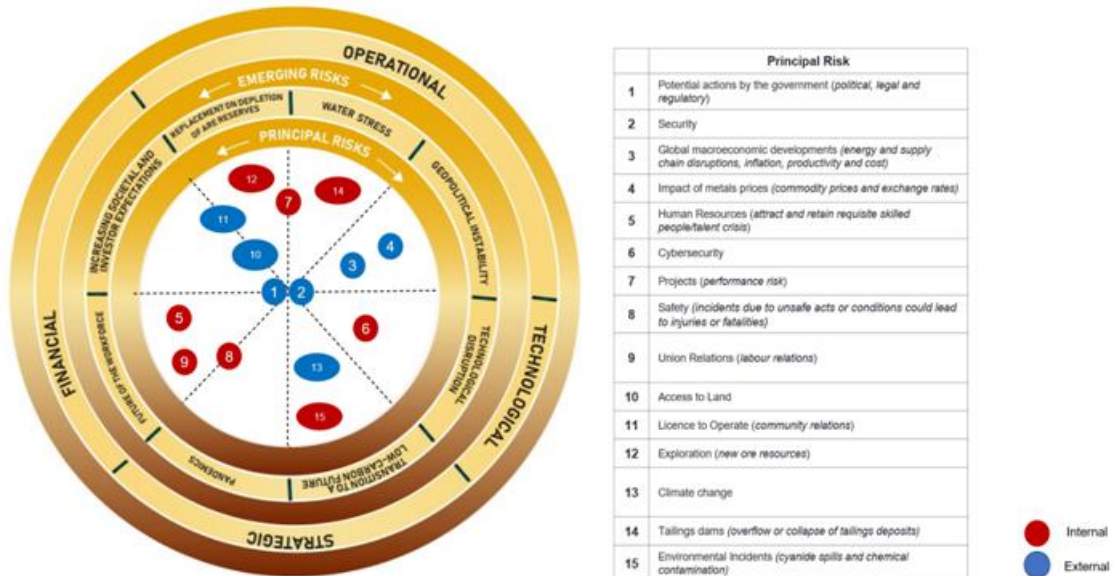 OPERATIONAL
EMERGING RISKS
REPLACEMENT ON DEPLETION
OF ARE RESERVES
WATER STRESS
PRINCIPAL RISKS
INCREASING SOCIETAL AND
INVESTOR EXPECTATIONS
GEOPOLITICAL INSTABILITY
12
7
14
11
10
4
3
1
2
5
6
9
8
13
15
FINANCIAL
FUTURE OF THE WORKFORCE
TECHNOLOGICAL
DISRUPTION
TECHNOLOGICAL
PANDEMICS
TRANSITION TO A
LOW-CARBON FUTURE
STRATEGIC
Principal Risk
1 Potential actions by the government (political, legal and
regulatory)
2 Security
3 Global macroeconomic developments (energy and supply
chain disruptions, inflation, productivity and cost)
4 Impact of metals prices (commodity prices and exchange rates)
5 Human Resources (attract and retain requisite skilled
people/talent crisis)
6 Cybersecurity
7 Projects (performance risk)
8 Safety (incidents due to unsafe acts or conditions could lead
to injuries or fatalities)
9 Union Relations (labour relations)
10 Access to Land
11 Licence to Operate (community relations)
12 Exploration (new ore resources)
13 Climate change
14 Tailings dams (overflow or collapse of tailings deposits)
15 Environmental Incidents (cyanide spills and chemical
contamination)
Internal
External